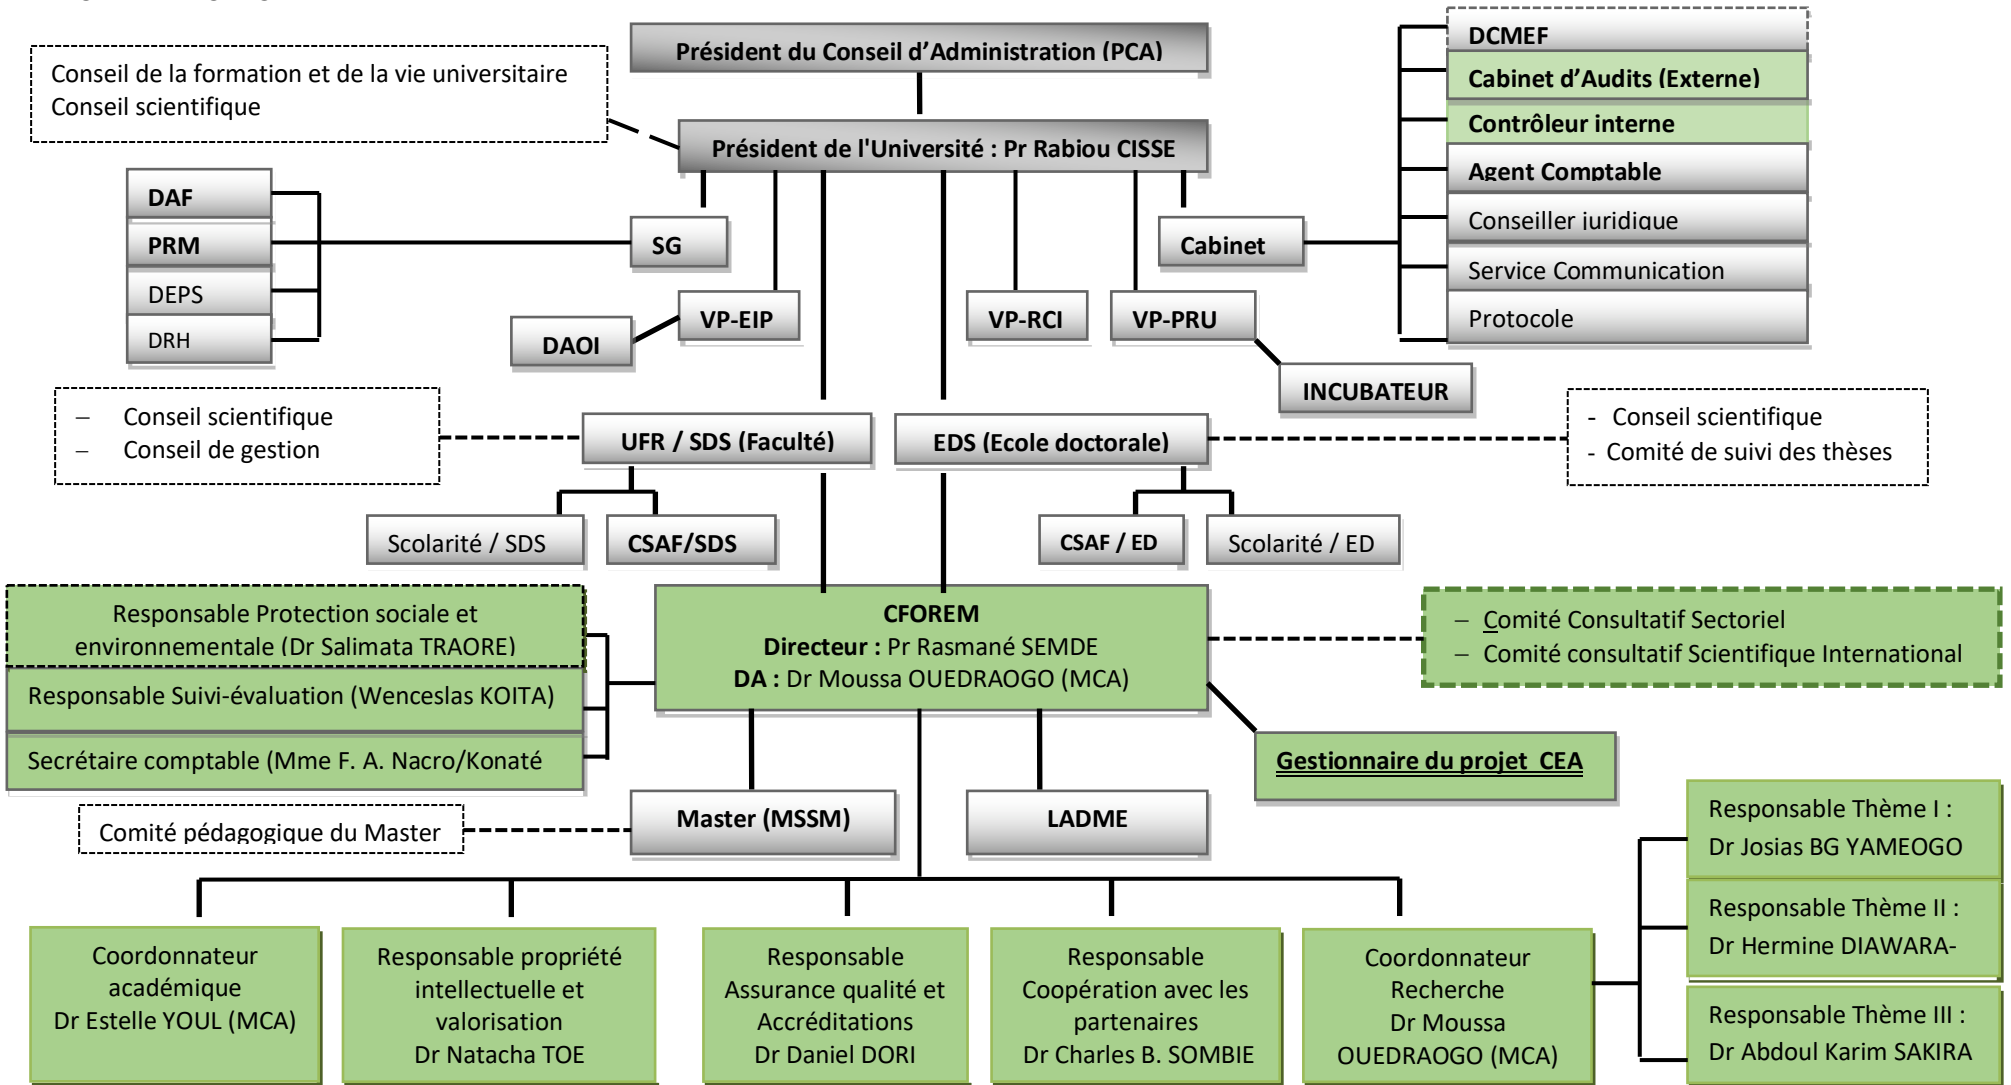 Président du Conseil d’Administration (PCA)
Conseil de la formation et de la vie universitaire
Conseil scientifique
Président de l'Université : Pr Rabiou CISSE
DCMEF
Cabinet d’Audits (Externe)
Contrôleur interne
Agent Comptable
Conseiller juridique
Service Communication
Protocole
DAF
PRM
DEPS
DRH
SG
Cabinet
VP-EIP
VP-RCI
VP-PRU
DAOI
INCUBATEUR
– Conseil scientifique
– Conseil de gestion
UFR / SDS (Faculté)
EDS (Ecole doctorale)
- Conseil scientifique
- Comité de suivi des thèses
Scolarité / SDS
CSAF/SDS
CSAF / ED
Scolarité / ED
Responsable Protection sociale et
environnementale (Dr Salimata TRAORE)
Responsable Suivi-évaluation (Wenceslas KOITA)
Secrétaire comptable (Mme F. A. Nacro/Konaté
CFOREM
Directeur : Pr Rasmané SEMDE
DA : Dr Moussa OUEDRAOGO (MCA)
– Comité Consultatif Sectoriel
– Comité consultatif Scientifique International
Gestionnaire du projet CEA
Comité pédagogique du Master
Master (MSSM)
LADME
Responsable Thème I :
Dr Josias BG YAMEOGO
Responsable Thème II :
Dr Hermine DIAWARA-
Responsable Thème III :
Dr Abdoul Karim SAKIRA
Coordonnateur
académique
Dr Estelle YOUL (MCA)
Responsable propriété
intellectuelle et
valorisation
Dr Natacha TOE
Responsable
Assurance qualité et
Accréditations
Dr Daniel DORI
Responsable
Coopération avec les
partenaires
Dr Charles B. SOMBIE
Coordonnateur
Recherche
Dr Moussa
OUEDRAOGO (MCA)